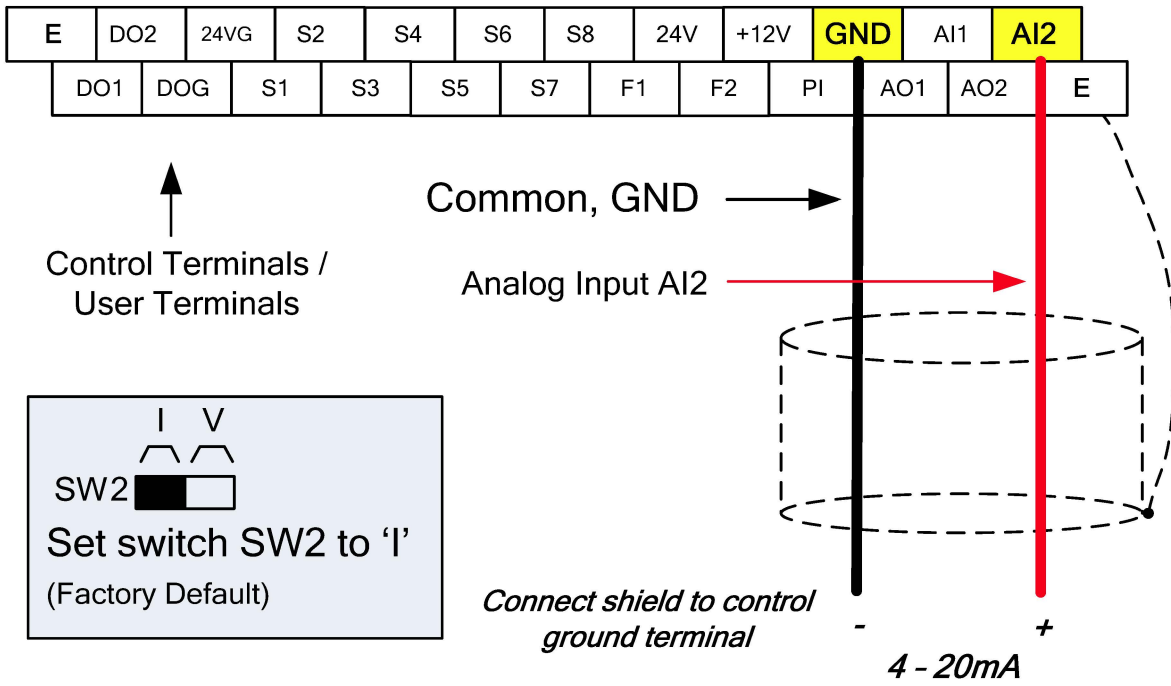 E DO2 24VG S2 S4 S6 S8 24V +12V GND AI1 AI2
DO1 DOG S1 S3 S5 S7 F1 F2 PI AO1 AO2 E
Common, GND
Control Terminals /
User Terminals
Analog Input AI2
I V
SW2
Set switch SW2 to ‘I’
(Factory Default)
Connect shield to control
ground terminal
- +
4 - 20mA